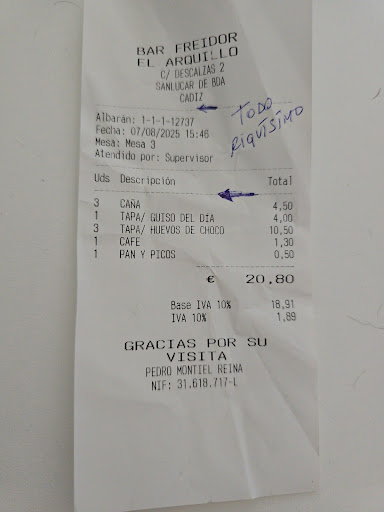 BAR FREIDOR
EL ARQUILLO
C/ DESCALZAS 2
SANLUCAR DE BDA
CADIZ
TODO
RIQUÍSIMO
Albarán: 1-1-1-12737
Fecha: 07/08/2025 15:46
Mesa: Mesa 3
Atendido por: Supervisor
Uds Descripción Total
3 CAÑA 4,50
1 TAPA/ GUISO DEL DIA 4,00
3 TAPA/ HUEVOS DE CHOCO 10,50
1 CAFE 1,30
1 PAN Y PICOS 0,50
€ 20,80
Base IVA 10% 18,91
IVA 10% 1,89
GRACIAS POR SU
VISITA
PEDRO MONTIEL REINA
NIF: 31.618.717-L